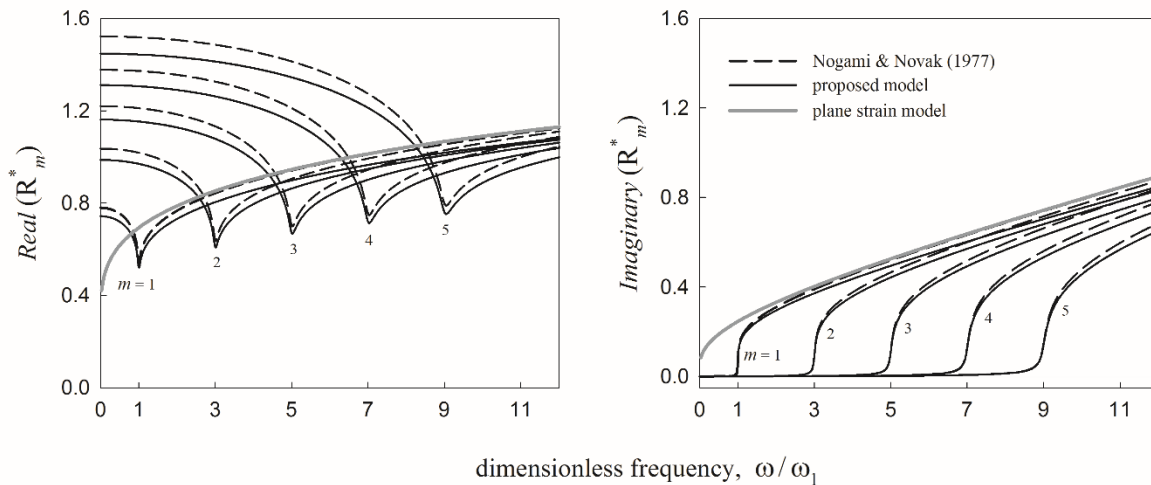 1.6
1.2
0.8
0.4
0.0
Real (R*m)
m = 1
2
3
4
5
0 1 3 5 7 9 11
1.6
1.2
0.8
0.4
0.0
Imaginary (R*m)
Nogami & Novak (1977)
proposed model
plane strain model
m = 1
2
3
4
5
0 1 3 5 7 9 11
dimensionless frequency, ω/ω1